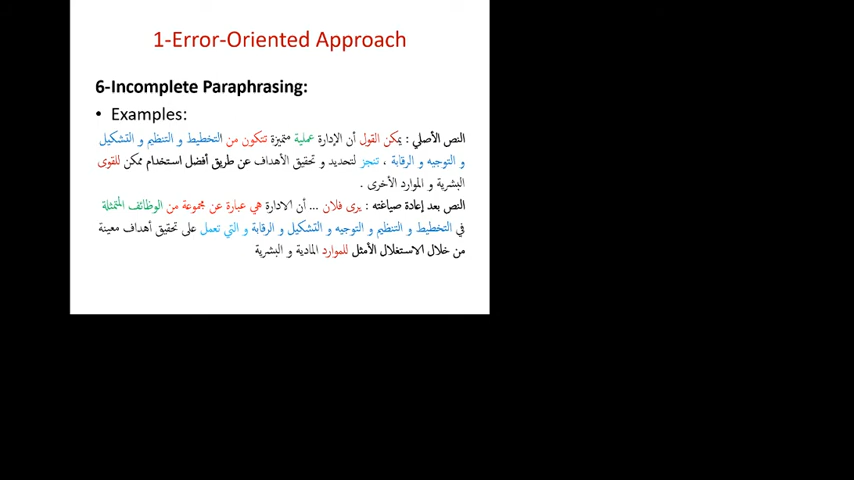 1-Error-Oriented Approach
6-Incomplete Paraphrasing:
• Examples:
النص الأصلي : يمكن القول أن الإدارة عملية متميزة تتكون من التخطيط و التنظيم و التشكيل
و التوجيه و الرقابة ، تنجز لتحديد و تحقيق الأهداف عن طريق أفضل استخدام ممكن للقوى
البشرية و الموارد الأخرى .
النص بعد إعادة صياغته : يرى فلان ... أن الادارة هي عبارة عن مجموعة من الوظائف المتمثلة
في التخطيط و التنظيم و التوجيه و التشكيل و الرقابة و التي تعمل على تحقيق أهداف معينة
من خلال الاستغلال الأمثل للموارد المادية و البشرية